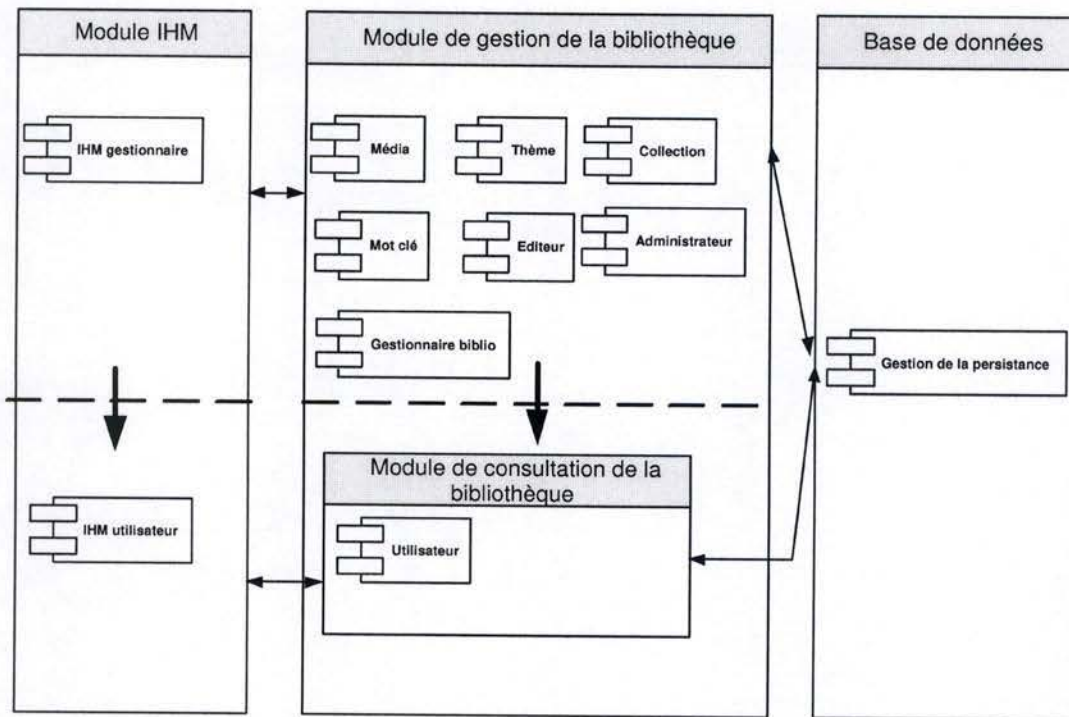 Module IHM
Module de gestion de la bibliothèque
Base de données
IHM gestionnaire
Média
Thème
Collection
Mot clé
Editeur
Administrateur
Gestionnaire biblio
Gestion de la persistance
Module de consultation de la
bibliothèque
IHM utilisateur
Utilisateur